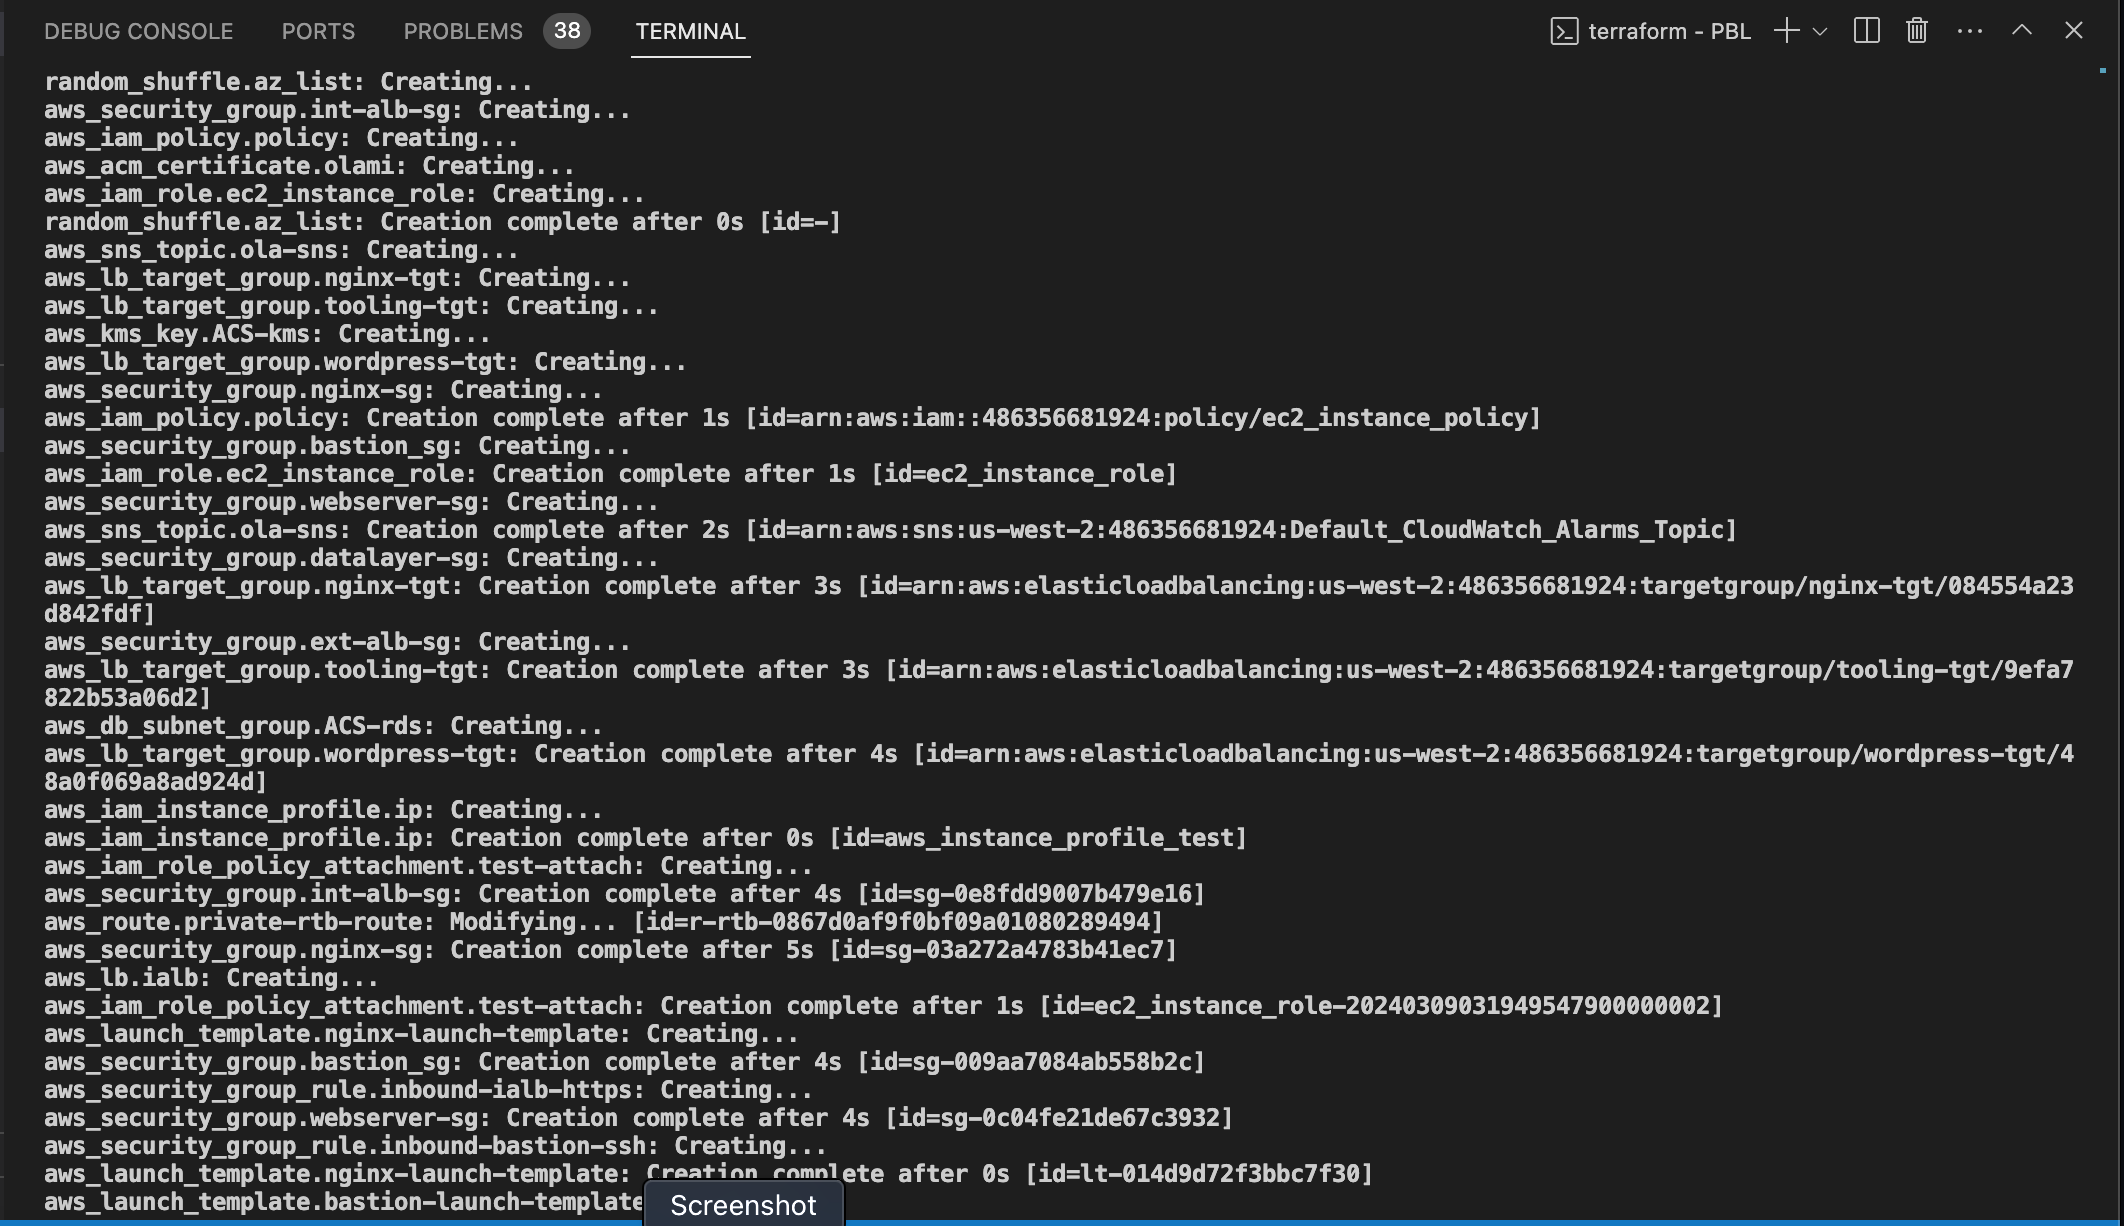 DEBUG CONSOLE PORTS PROBLEMS 38 TERMINAL terraform - PBL
random_shuffle.az_list: Creating...
aws_security_group.int-alb-sg: Creating...
aws_iam_policy.policy: Creating...
aws_acm_certificate.olami: Creating...
aws_iam_role.ec2_instance_role: Creating...
random_shuffle.az_list: Creation complete after 0s [id=-]
aws_sns_topic.ola-sns: Creating...
aws_lb_target_group.nginx-tgt: Creating...
aws_lb_target_group.tooling-tgt: Creating...
aws_kms_key.ACS-kms: Creating...
aws_lb_target_group.wordpress-tgt: Creating...
aws_security_group.nginx-sg: Creating...
aws_iam_policy.policy: Creation complete after 1s [id=arn:aws:iam::486356681924:policy/ec2_instance_policy]
aws_security_group.bastion_sg: Creating...
aws_iam_role.ec2_instance_role: Creation complete after 1s [id=ec2_instance_role]
aws_security_group.webserver-sg: Creating...
aws_sns_topic.ola-sns: Creation complete after 2s [id=arn:aws:sns:us-west-2:486356681924:Default_CloudWatch_Alarms_Topic]
aws_security_group.datalayer-sg: Creating...
aws_lb_target_group.nginx-tgt: Creation complete after 3s [id=arn:aws:elasticloadbalancing:us-west-2:486356681924:targetgroup/nginx-tgt/084554a23
d842fdf]
aws_security_group.ext-alb-sg: Creating...
aws_lb_target_group.tooling-tgt: Creation complete after 3s [id=arn:aws:elasticloadbalancing:us-west-2:486356681924:targetgroup/tooling-tgt/9efa7
822b53a06d2]
aws_db_subnet_group.ACS-rds: Creating...
aws_lb_target_group.wordpress-tgt: Creation complete after 4s [id=arn:aws:elasticloadbalancing:us-west-2:486356681924:targetgroup/wordpress-tgt/4
8a0f069a8ad924d]
aws_iam_instance_profile.ip: Creating...
aws_iam_instance_profile.ip: Creation complete after 0s [id=aws_instance_profile_test]
aws_iam_role_policy_attachment.test-attach: Creating...
aws_security_group.int-alb-sg: Creation complete after 4s [id=sg-0e8fdd9007b479e16]
aws_route.private-rtb-route: Modifying... [id=r-rtb-0867d0af9f0bf09a01080289494]
aws_security_group.nginx-sg: Creation complete after 5s [id=sg-03a272a4783b41ec7]
aws_lb.ialb: Creating...
aws_iam_role_policy_attachment.test-attach: Creation complete after 1s [id=ec2_instance_role-20240309031949547900000002]
aws_launch_template.nginx-launch-template: Creating...
aws_security_group.bastion_sg: Creation complete after 4s [id=sg-009aa7084ab558b2c]
aws_security_group_rule.inbound-ialb-https: Creating...
aws_security_group.webserver-sg: Creation complete after 4s [id=sg-0c04fe21de67c3932]
aws_security_group_rule.inbound-bastion-ssh: Creating...
aws_launch_template.nginx-launch-template: Creation complete after 0s [id=lt-014d9d72f3bbc7f30]
aws_launch_template.bastion-launch-template
Screenshot